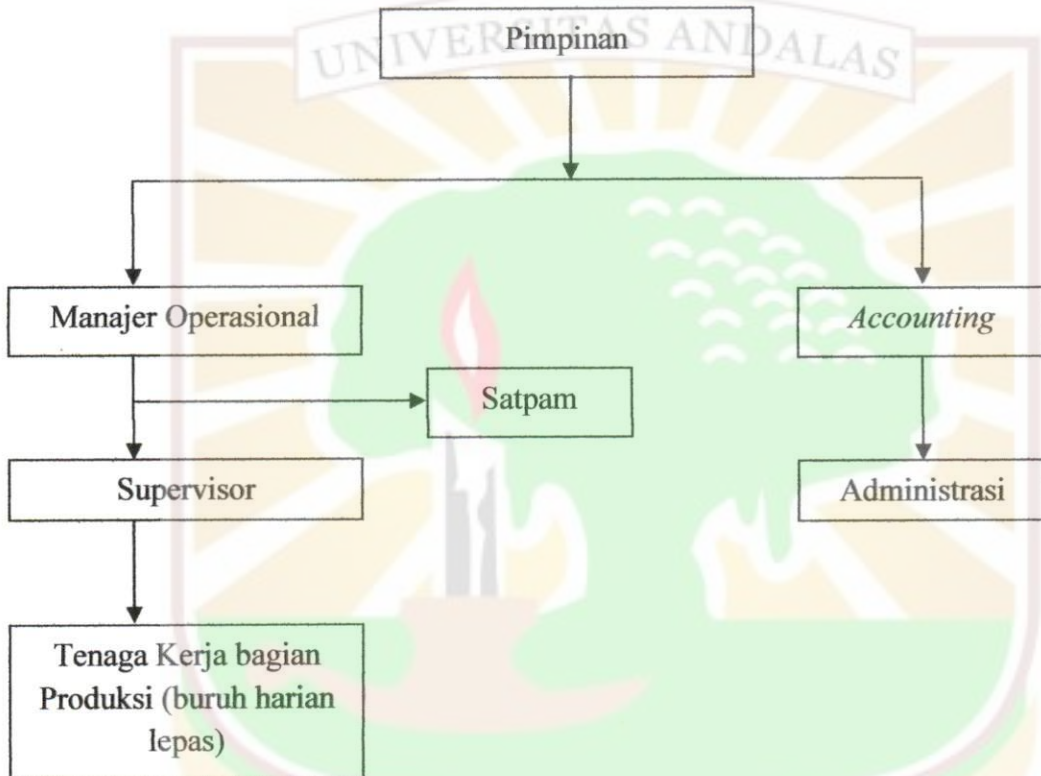 UNIVERSITAS ANDALAS
Pimpinan
Manajer Operasional
Accounting
Satpam
Supervisor
Administrasi
Tenaga Kerja bagian
Produksi (buruh harian
lepas)